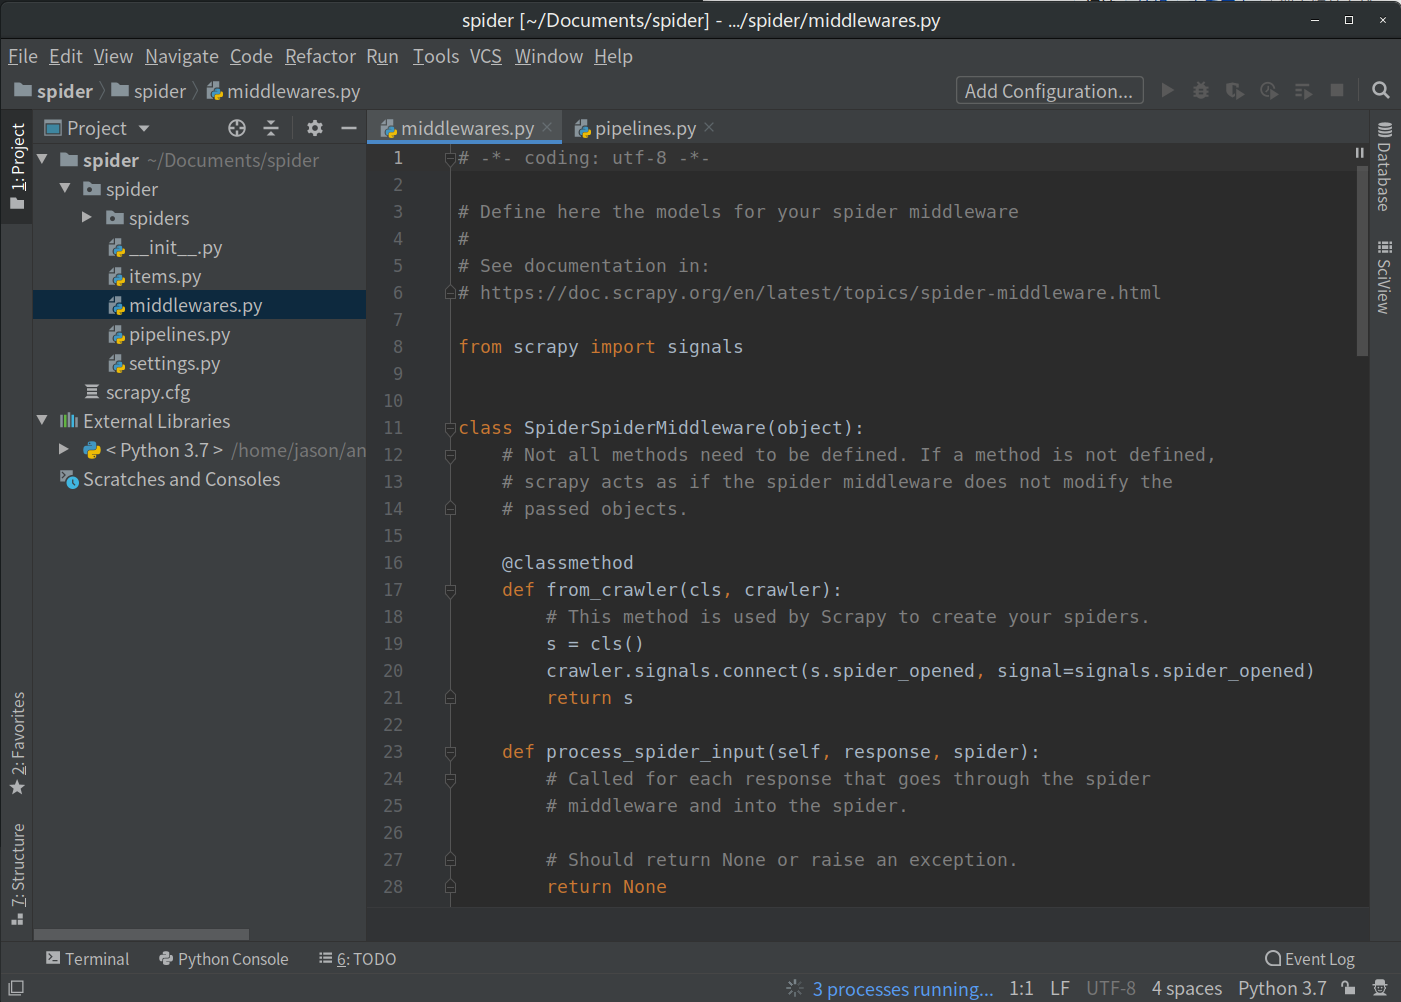 spider [~/Documents/spider] - .../spider/middlewares.py
File Edit View Navigate Code Refactor Run Tools VCS Window Help
spider spider middlewares.py Add Configuration...
1: Project
Project
middlewares.py pipelines.py
spider ~/Documents/spider
spider
spiders
__init__.py
items.py
middlewares.py
pipelines.py
settings.py
scrapy.cfg
External Libraries
< Python 3.7 > /home/jason/an
Scratches and Consoles
2: Favorites
7: Structure
1 # -*- coding: utf-8 -*-
2
3 # Define here the models for your spider middleware
4 #
5 # See documentation in:
6 # https://doc.scrapy.org/en/latest/topics/spider-middleware.html
7
8 from scrapy import signals
9
10
11 class SpiderSpiderMiddleware(object):
12 # Not all methods need to be defined. If a method is not defined,
13 # scrapy acts as if the spider middleware does not modify the
14 # passed objects.
15
16 @classmethod
17 def from_crawler(cls, crawler):
18 # This method is used by Scrapy to create your spiders.
19 s = cls()
20 crawler.signals.connect(s.spider_opened, signal=signals.spider_opened)
21 return s
22
23 def process_spider_input(self, response, spider):
24 # Called for each response that goes through the spider
25 # middleware and into the spider.
26
27 # Should return None or raise an exception.
28 return None
Database
SciView
Terminal Python Console 6: TODO Event Log
3 processes running... 1:1 LF UTF-8 4 spaces Python 3.7